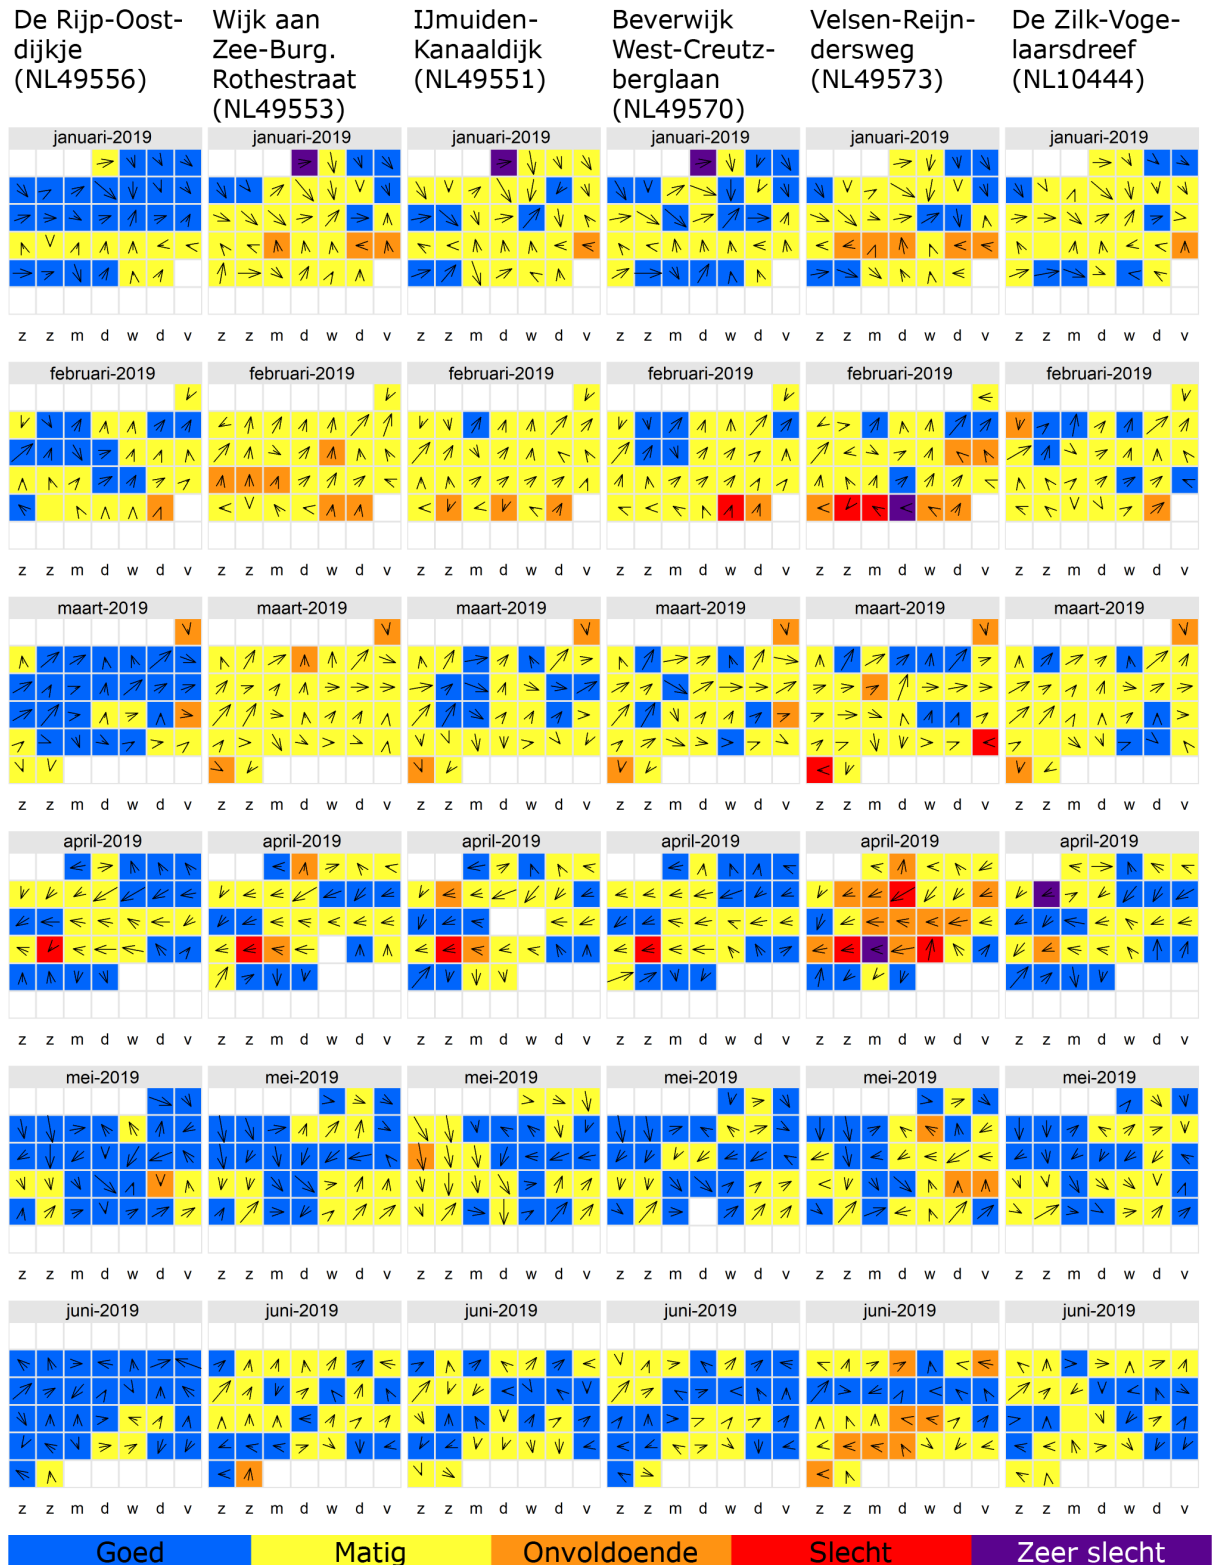 De Rijp-Oost-
dijkje
(NL49556)
Wijk aan
Zee-Burg.
Rothestraat
(NL49553)
IJmuiden-
Kanaaldijk
(NL49551)
Beverwijk
West-Creutz-
berglaan
(NL49570)
Velsen-Reijn-
dersweg
(NL49573)
De Zilk-Voge-
laarsdreef
(NL10444)
januari-2019 januari-2019 januari-2019 januari-2019 januari-2019 januari-2019
z z m d w d v z z m d w d v z z m d w d v z z m d w d v z z m d w d v z z m d w d v
februari-2019 februari-2019 februari-2019 februari-2019 februari-2019 februari-2019
z z m d w d v z z m d w d v z z m d w d v z z m d w d v z z m d w d v z z m d w d v
maart-2019 maart-2019 maart-2019 maart-2019 maart-2019 maart-2019
z z m d w d v z z m d w d v z z m d w d v z z m d w d v z z m d w d v z z m d w d v
april-2019 april-2019 april-2019 april-2019 april-2019 april-2019
z z m d w d v z z m d w d v z z m d w d v z z m d w d v z z m d w d v z z m d w d v
mei-2019 mei-2019 mei-2019 mei-2019 mei-2019 mei-2019
z z m d w d v z z m d w d v z z m d w d v z z m d w d v z z m d w d v z z m d w d v
juni-2019 juni-2019 juni-2019 juni-2019 juni-2019 juni-2019
z z m d w d v z z m d w d v z z m d w d v z z m d w d v z z m d w d v z z m d w d v
Goed Matig Onvoldoende Slecht Zeer slecht